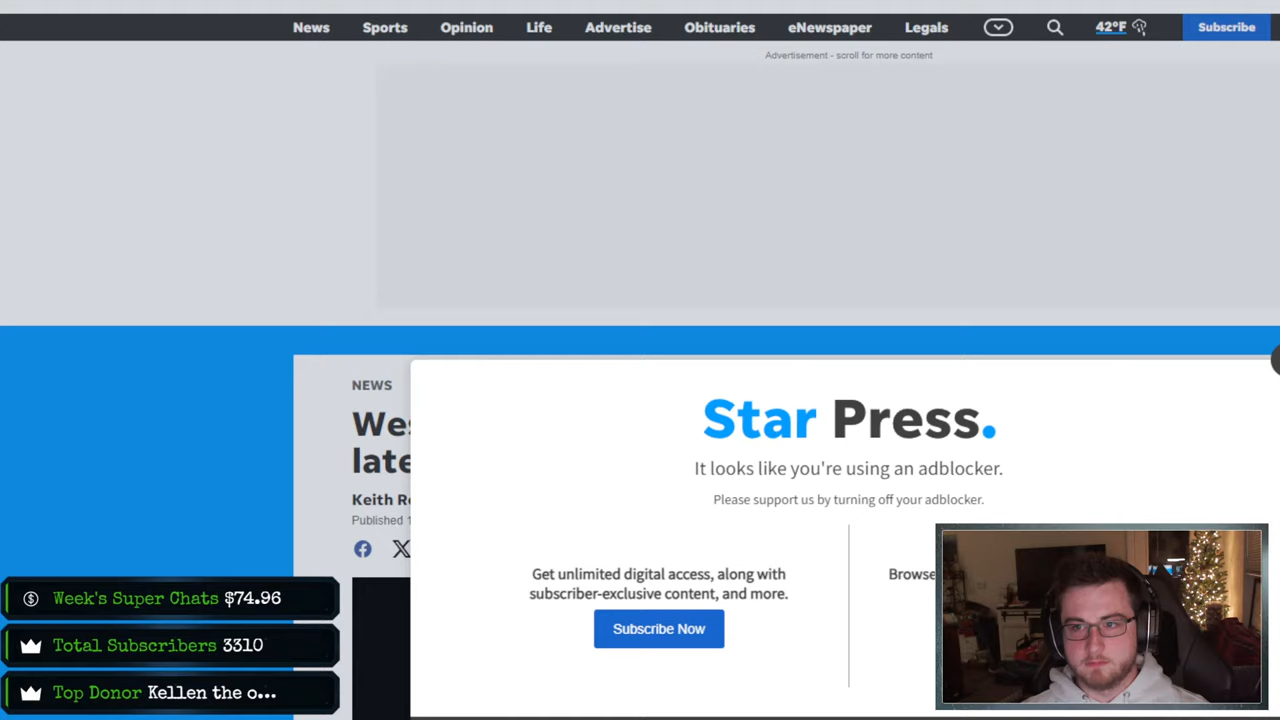 News Sports Opinion Life Advertise Obituaries eNewspaper Legals 42°F Subscribe
Advertisement - scroll for more content
NEWS
Keith
Published
Star Press.
It looks like you're using an adblocker.
Please support us by turning off your adblocker.
Get unlimited digital access, along with
subscriber-exclusive content, and more.
Subscribe Now
Browse
Week's Super Chats $74.96
Total Subscribers 3310
Top Donor Kellen the o...